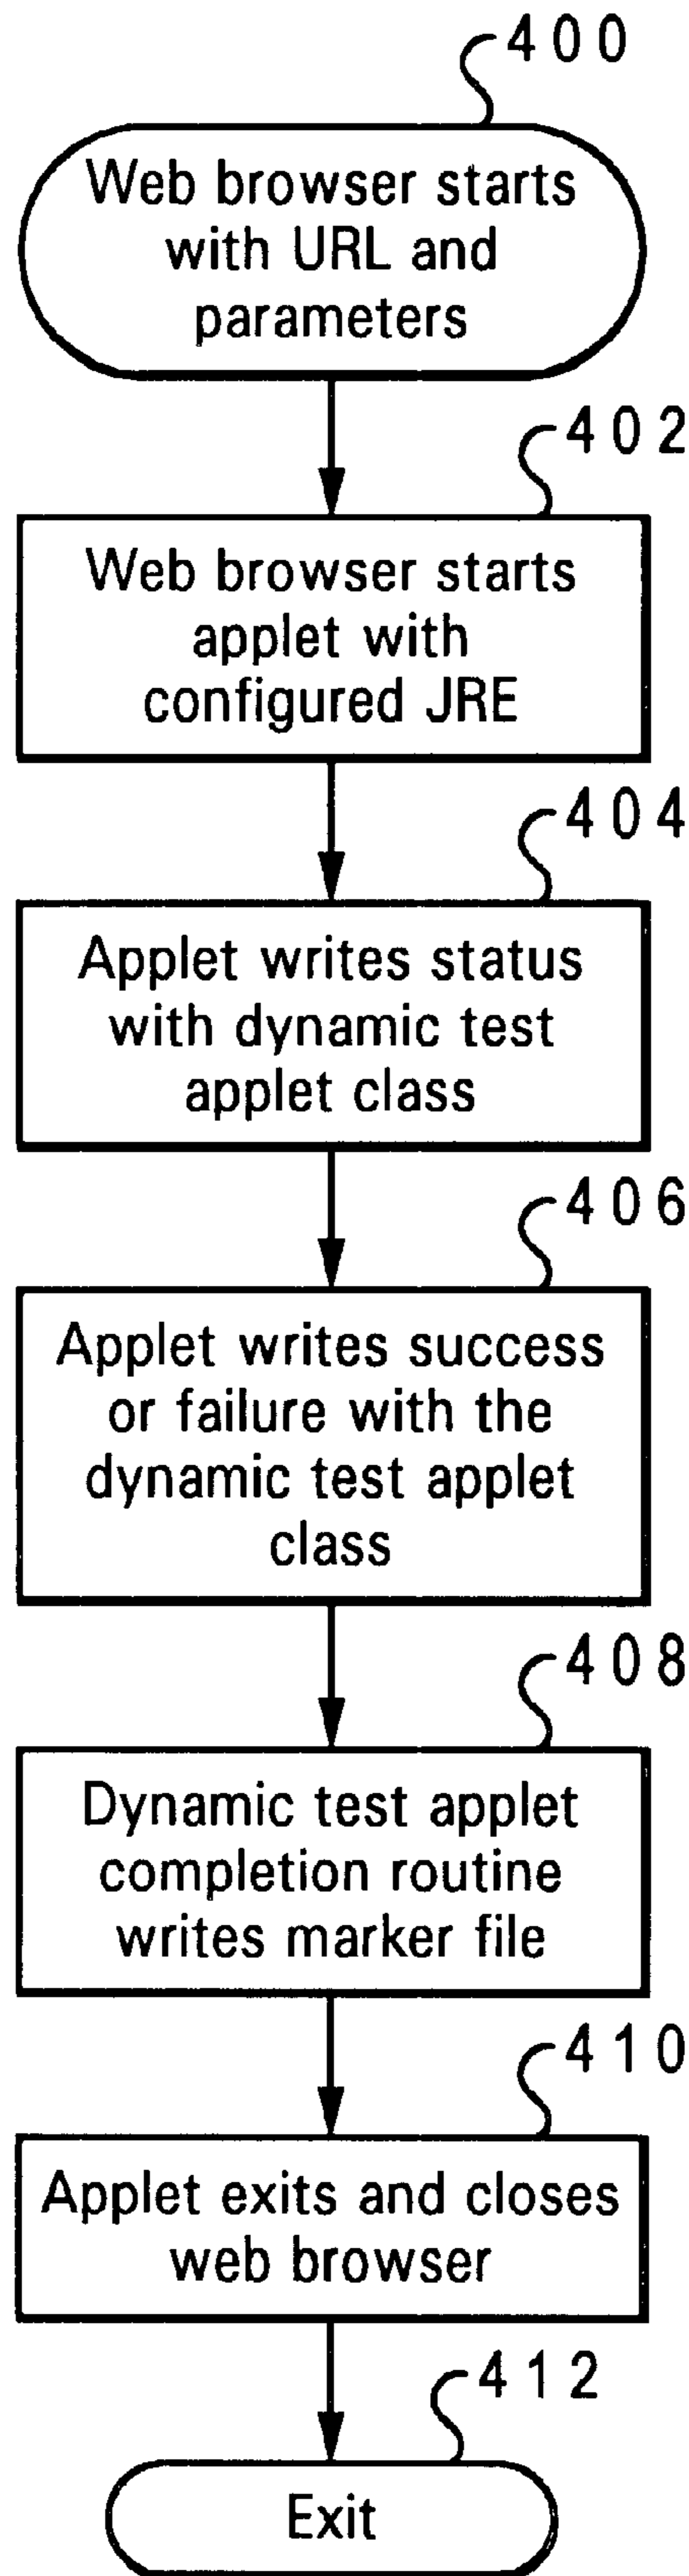 400
Web browser starts
with URL and
parameters
402
Web browser starts
applet with
configured JRE
404
Applet writes status
with dynamic test
applet class
406
Applet writes success
or failure with the
dynamic test applet
class
408
Dynamic test applet
completion routine
writes marker file
410
Applet exits and closes
web browser
412
Exit